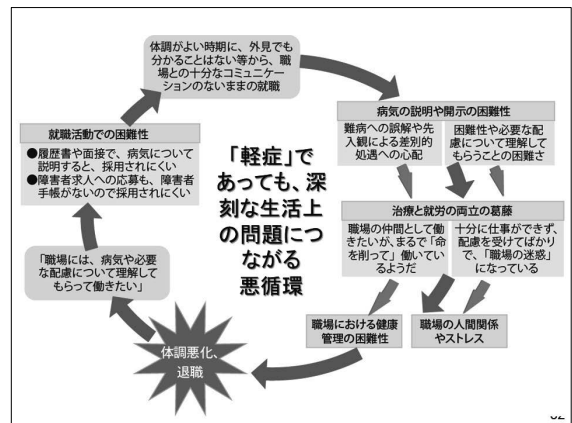 体調がよい時期に、外見でも
分かることはない等から、職
場との十分なコミュニケー
ションのないままの就職
病気の説明や開示の困難性
難病への誤解や先
入観による差別的
処遇への心配
困難性や必要な配
慮について理解して
もらうことの困難さ
治療と就労の両立の葛藤
職場の仲間として働
きたいが、まるで「命
を削って」働いてい
るようだ
十分に仕事ができず、
配慮を受けてばかり
で、「職場の迷惑」
になっている
職場における健康
管理の困難性
職場の人間関係
やストレス
体調悪化、
退職
「職場には、病気や必要
な配慮について理解して
もらって働きたい」
就職活動での困難性
●履歴書や面接で、病気について
説明すると、採用されにくい
●障害者求人への応募も、障害者
手帳がないので採用されにくい
「軽症」で
あっても、深
刻な生活上
の問題につ
ながる
悪循環